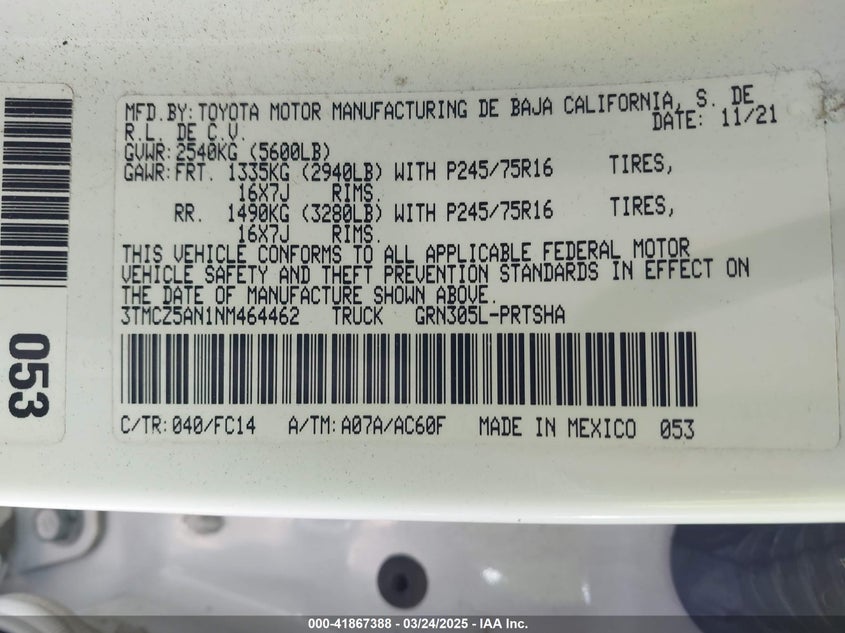 MFD.BY: TOYOTA MOTOR MANUFACTURING DE BAJA CALIFORNIA, S. DE
R.L. DE C.V. DATE: 11/21
GVWR: 2540KG (5600LB)
GAWR: FRT. 1335KG (2940LB) WITH P245/75R16 TIRES,
16X7J RIMS.
RR. 1490KG (3280LB) WITH P245/75R16 TIRES,
16X7J RIMS.
THIS VEHICLE CONFORMS TO ALL APPLICABLE FEDERAL MOTOR
VEHICLE SAFETY AND THEFT PREVENTION STANDARDS IN EFFECT ON
THE DATE OF MANUFACTURE SHOWN ABOVE.
3TMCZ5AN1NM464462 TRUCK GRN305L-PRTSHA
C/TR: 040/FC14 A/TM: A07A/AC60F MADE IN MEXICO 053
053
000-41867388 - 03/24/2025 - IAA Inc.